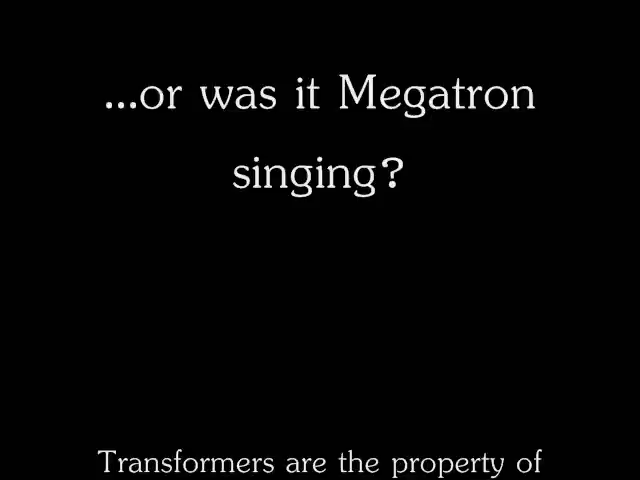 ...or was it Megatron
singing?
Transformers are the property of